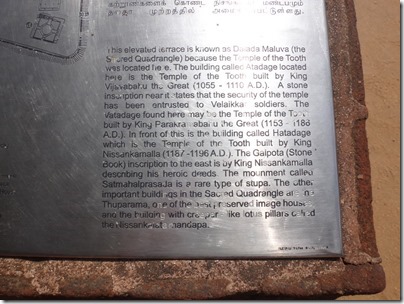 கற்றூண்களைக் கொண்ட
This elevated terrace is known as Dalada Maluva (the
Sacred Quadrangle) because the Temple of the Tooth
was located here. The building called Atadage located
here is the Temple of the Tooth built by King
Vijayabahu the Great (1055 - 1110 A.D.). A stone
inscription near it states that the security of the temple
has been entrusted to Velaikkar soldiers. The
Vatadage found here may be the Temple of the Tooth
built by King Parakramabahu the Great (1153 - 1186
A.D.). In front of this is the building called Hatadage
which is the Temple of the Tooth built by King
Nissankamalla (1187 -1196 A.D.). The Galpota (Stone
Book) inscription to the east is by King Nissankamalla
describing his heroic deeds. The mounment called
Satmahalprasada is a rare type of stupa. The other
important buildings in the Sacred Quadrangle are
Thuparama, one of the best preserved image houses
and the building with creeper - like lotus pillars called
the Nissankalata mandapa.